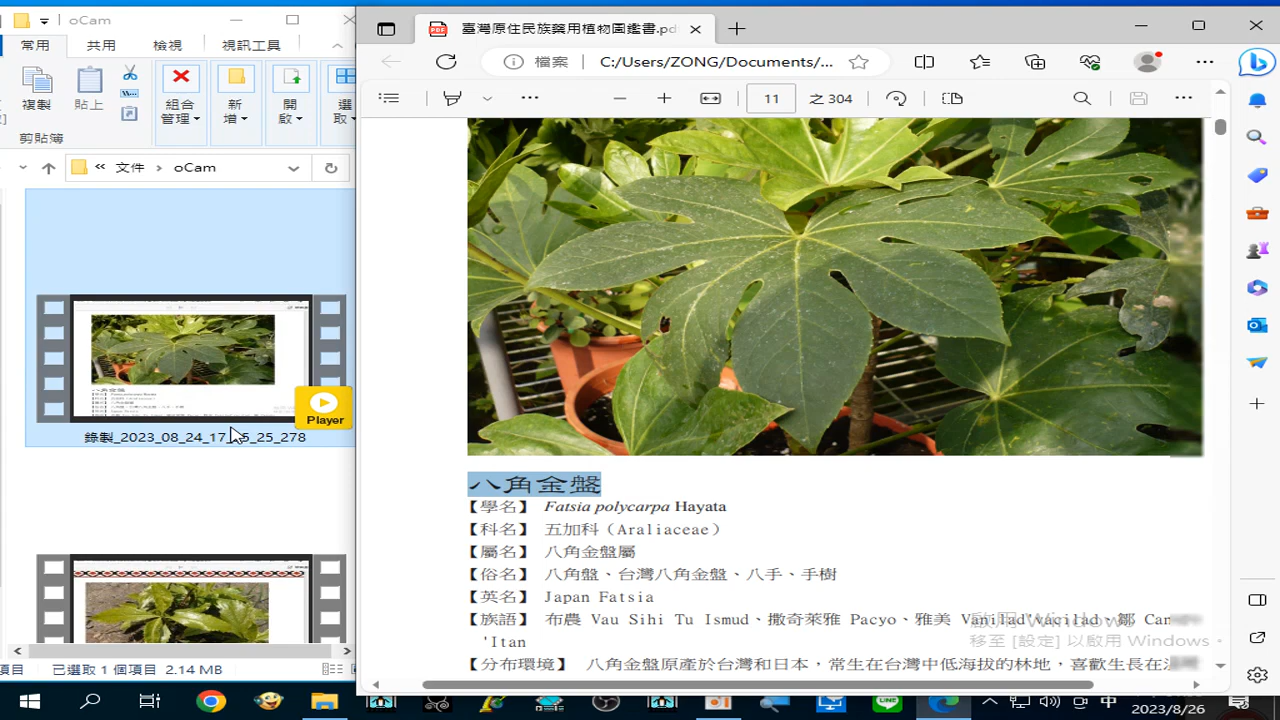 oCam
常用 共用 檢視 視訊工具
複製 貼上
組合管理 新增 開啟 選取
剪貼簿
文件 oCam
Player
錄製_2023_08_24_17_ 5_25_278
項目 已選取 1 個項目 2.14 MB
臺灣原住民族藥用植物圖鑑書.pdf
檔案 C:/Users/ZONG/Documents/...
11 之 304
八角金盤
【學名】 Fatsia polycarpa Hayata
【科名】 五加科（Araliaceae）
【屬名】 八角金盤屬
【俗名】 八角盤、台灣八角金盤、八手、手樹
【英名】 Japan Fatsia
【族語】 布農 Vau Sihi Tu Ismud、撒奇萊雅 Pacyo、雅美 Vanilad vacilad、鄒 Can
'Itan
【分布環境】 八角金盤原產於台灣和日本，常生在台灣中低海拔的林地，喜歡生長在
啟用 Windows
移至 [設定] 以啟用 Windows。
中
2023/8/26